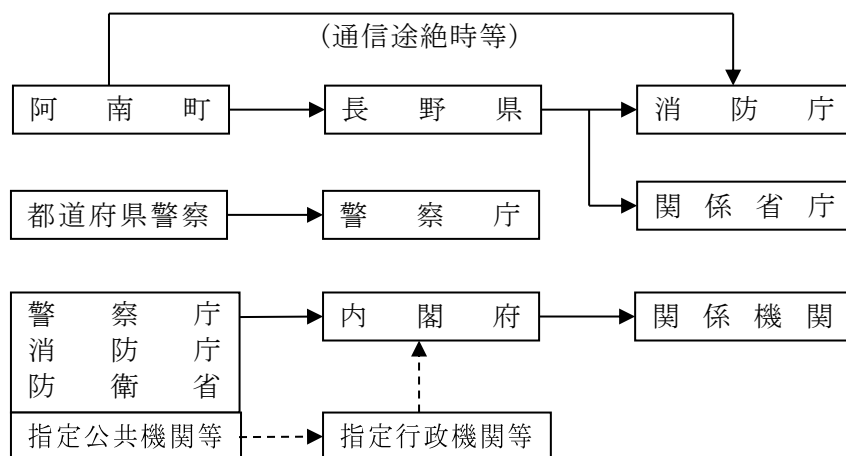 (通信途絶時等)
阿南町
長野県
消防庁
関係省庁
都道府県警察
警察庁
警察庁
消防庁
防衛省
内閣府
関係機関
指定公共機関等
指定行政機関等